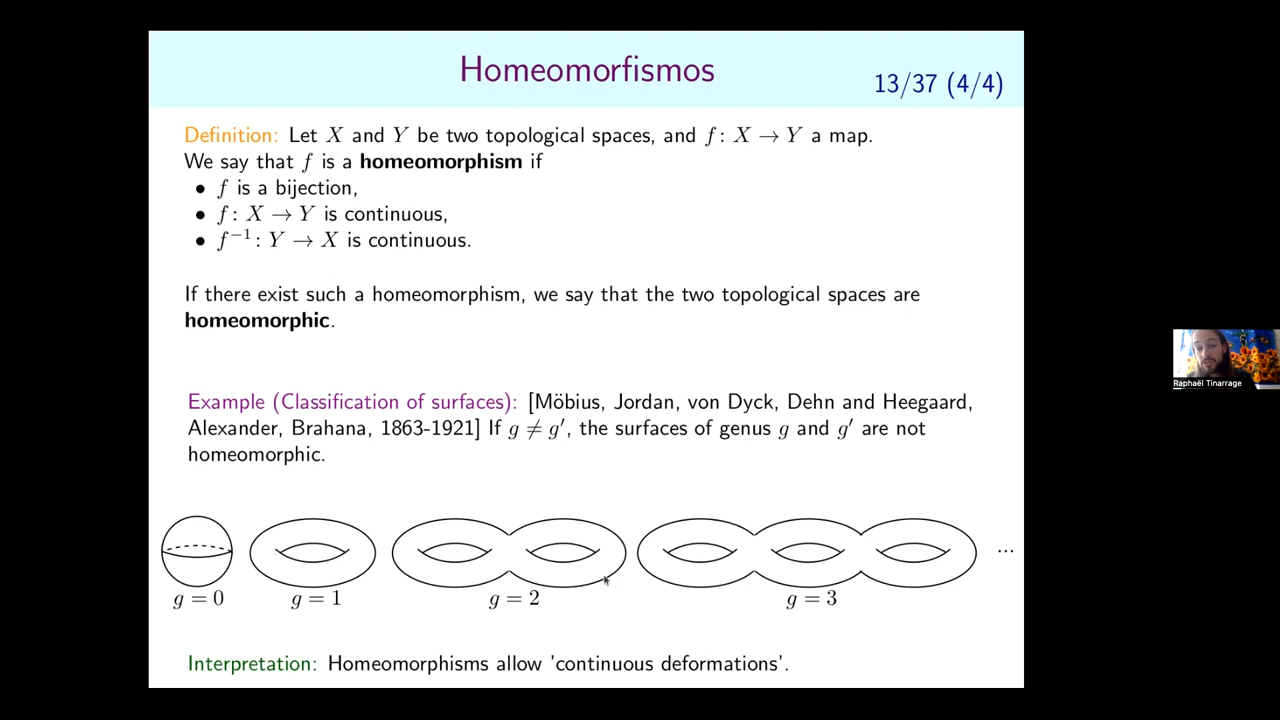 Homeomorfismos
13/37 (4/4)
Definition: Let X and Y be two topological spaces, and f : X → Y a map.
We say that f is a homeomorphism if
• f is a bijection,
• f : X → Y is continuous,
• f⁻¹ : Y → X is continuous.
If there exist such a homeomorphism, we say that the two topological spaces are
homeomorphic.
Example (Classification of surfaces): [Möbius, Jordan, von Dyck, Dehn and Heegaard,
Alexander, Brahana, 1863-1921] If g ≠ g′, the surfaces of genus g and g′ are not
homeomorphic.
...
g = 0 g = 1 g = 2 g = 3
Interpretation: Homeomorphisms allow 'continuous deformations'.
Raphaël Tinarrage